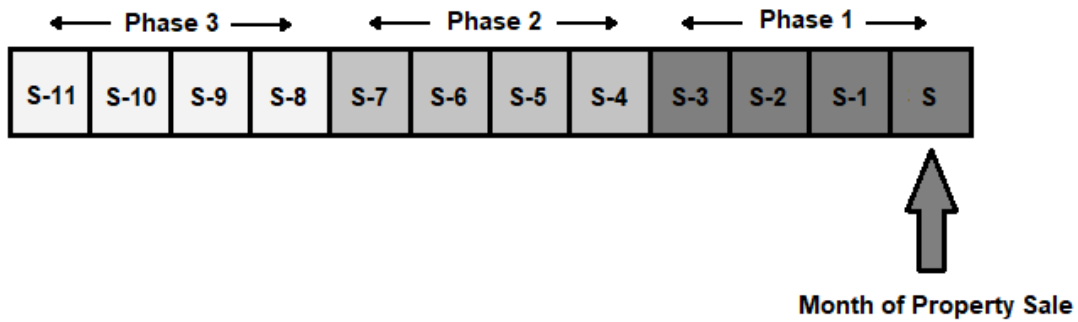 Phase 3 Phase 2 Phase 1
S-11 S-10 S-9 S-8 S-7 S-6 S-5 S-4 S-3 S-2 S-1 S
Month of Property Sale